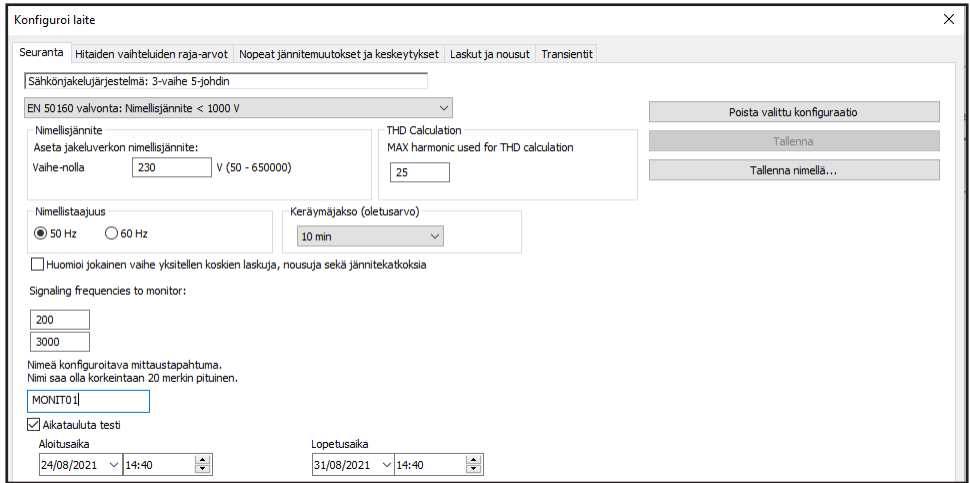 Konfiguroi laite
Seuranta Hitaiden vaihteluiden raja-arvot Nopeat jännitemuutokset ja keskeytykset Laskut ja nousut Transientit
Sähkönjakelujärjestelmä: 3-vaihe 5-johdin
EN 50160 valvonta: Nimellisjännite < 1000 V
Poista valittu konfiguraatio
Tallenna
Tallenna nimellä...
Nimellisjännite
Aseta jakeluverkon nimellisjännite:
Vaihe-nolla 230 V (50 - 650000)
THD Calculation
MAX harmonic used for THD calculation
25
Nimellistaajuus
50 Hz 60 Hz
Keräymäjakso (oletusarvo)
10 min
Huomioi jokainen vaihe yksitellen koskien laskuja, nousuja sekä jännitekatkoksia
Signaling frequencies to monitor:
200
3000
Nimeä konfiguroitava mittaustapahtuma.
Nimi saa olla korkeintaan 20 merkin pituinen.
MONIT01
Aikatauluta testi
Aloitusaika
24/08/2021 14:40
Lopetusaika
31/08/2021 14:40